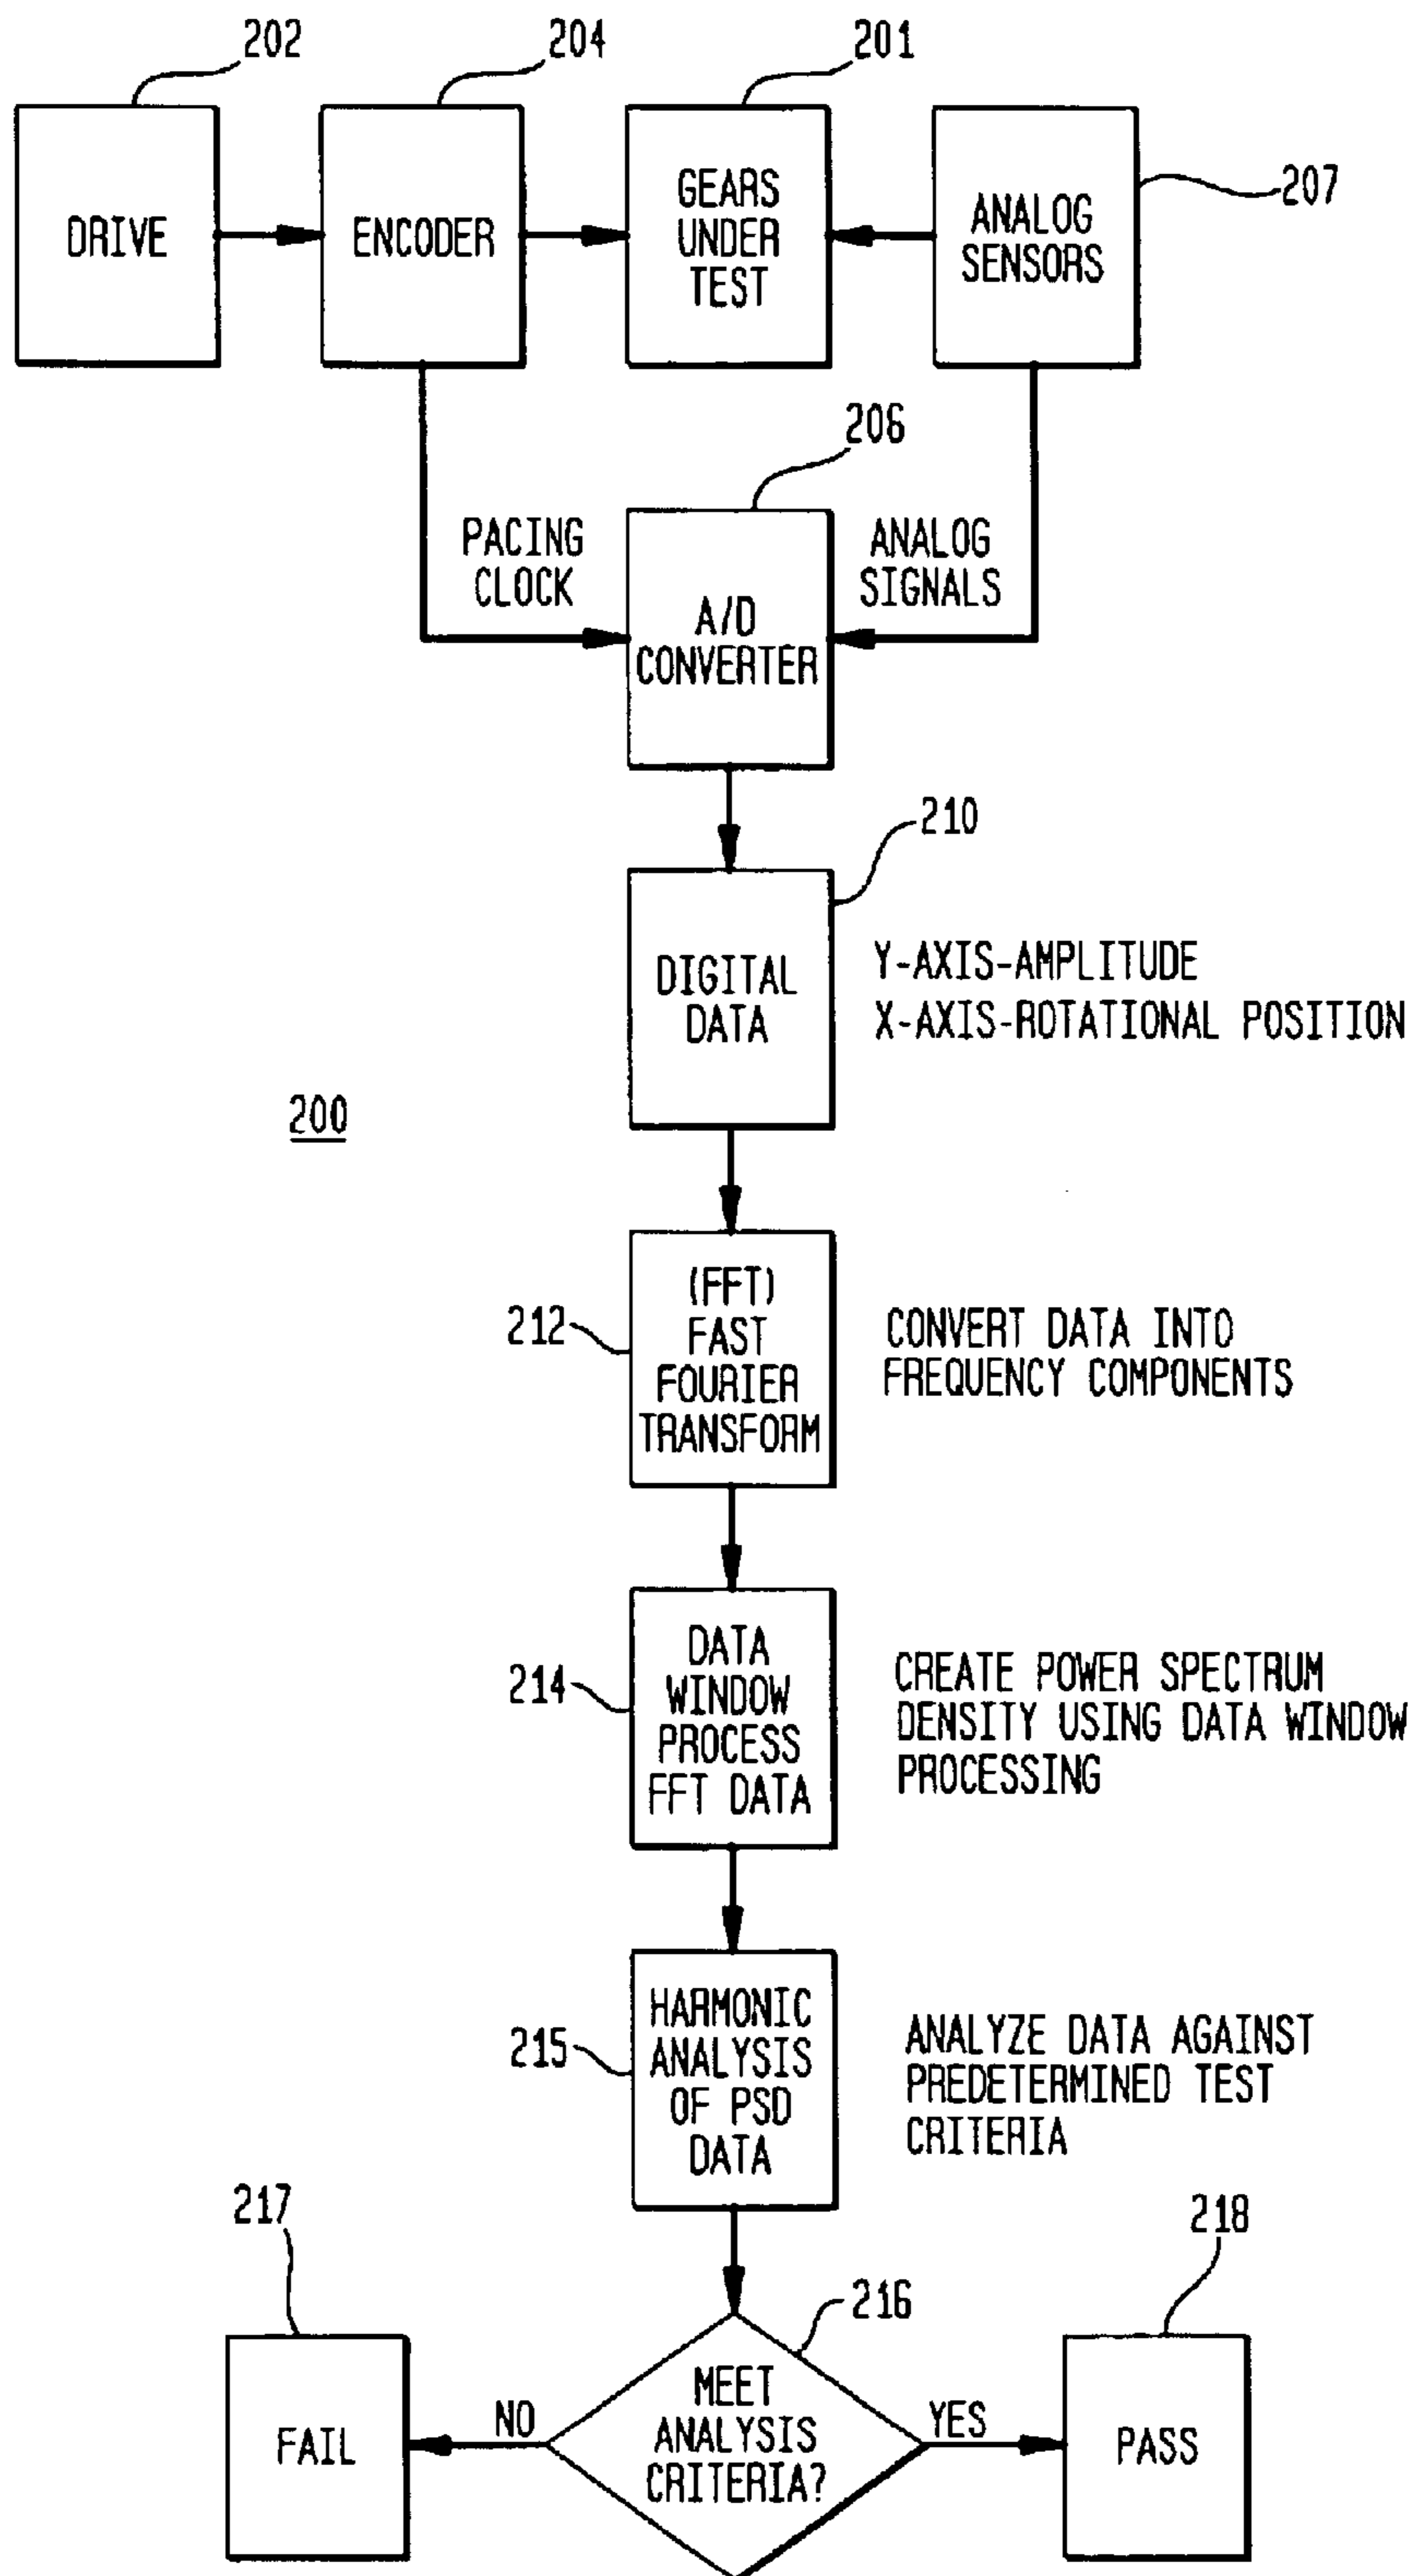 202
204
201
207
DRIVE
ENCODER
GEARS
UNDER
TEST
ANALOG
SENSORS
206
PACING
CLOCK
A/D
CONVERTER
ANALOG
SIGNALS
210
DIGITAL
DATA
Y-AXIS-AMPLITUDE
X-AXIS-ROTATIONAL POSITION
200
212
(FFT)
FAST
FOURIER
TRANSFORM
CONVERT DATA INTO
FREQUENCY COMPONENTS
214
DATA
WINDOW
PROCESS
FFT DATA
CREATE POWER SPECTRUM
DENSITY USING DATA WINDOW
PROCESSING
215
HARMONIC
ANALYSIS
OF PSD
DATA
ANALYZE DATA AGAINST
PREDETERMINED TEST
CRITERIA
217
216
218
FAIL
NO
MEET
ANALYSIS
CRITERIA?
YES
PASS